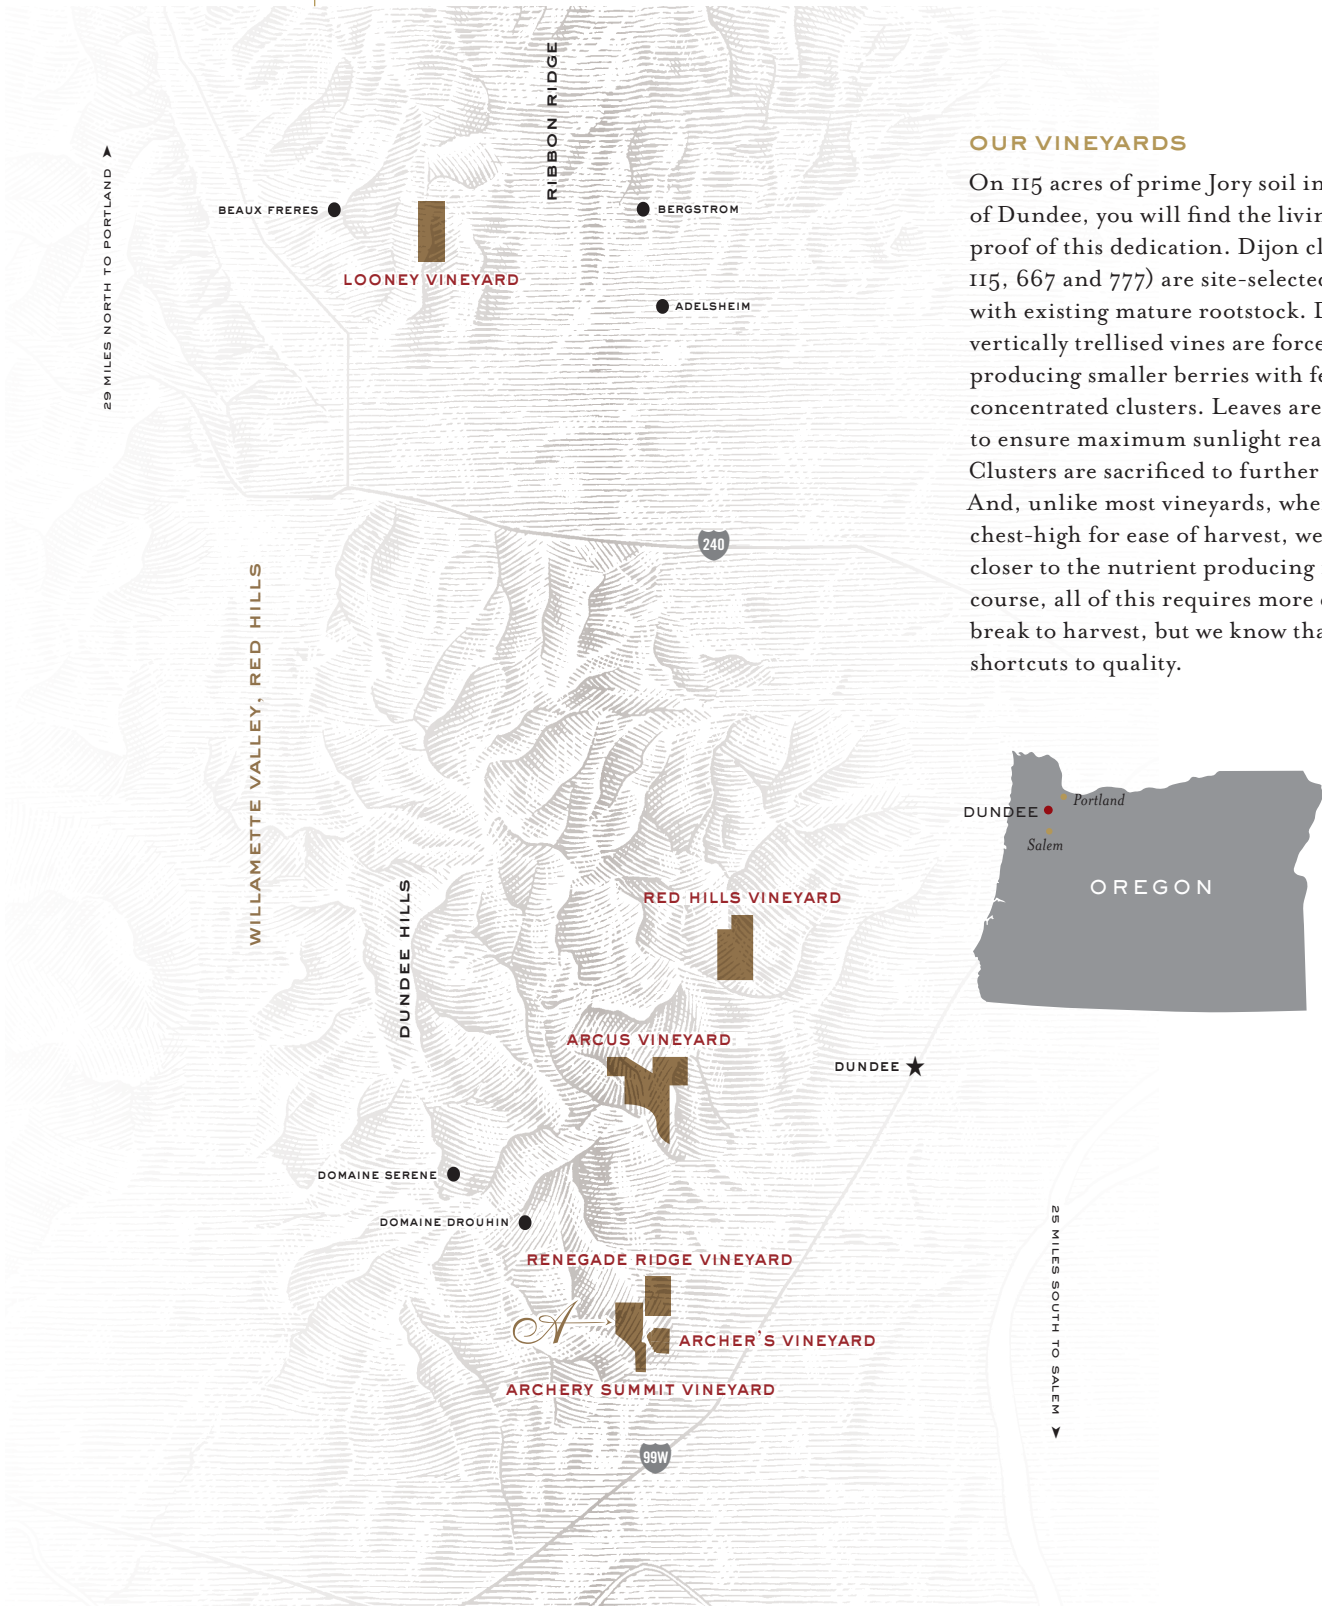 RIBBON RIDGE
29 MILES NORTH TO PORTLAND
BEAUX FRERES
BERGSTROM
LOONEY VINEYARD
ADELSHEIM
240
WILLAMETTE VALLEY, RED HILLS
DUNDEE HILLS
RED HILLS VINEYARD
ARCUS VINEYARD
DUNDEE
DOMAINE SERENE
DOMAINE DROUHIN
RENEGADE RIDGE VINEYARD
A
ARCHER'S VINEYARD
ARCHERY SUMMIT VINEYARD
99W
25 MILES SOUTH TO SALEM
OUR VINEYARDS
On 115 acres of prime Jory soil in
of Dundee, you will find the livin
proof of this dedication. Dijon cl
115, 667 and 777) are site-selected
with existing mature rootstock. D
vertically trellised vines are force
producing smaller berries with fe
concentrated clusters. Leaves are
to ensure maximum sunlight rea
Clusters are sacrificed to further
And, unlike most vineyards, whe
chest-high for ease of harvest, we
closer to the nutrient producing
course, all of this requires more
break to harvest, but we know tha
shortcuts to quality.
Portland
DUNDEE
Salem
OREGON